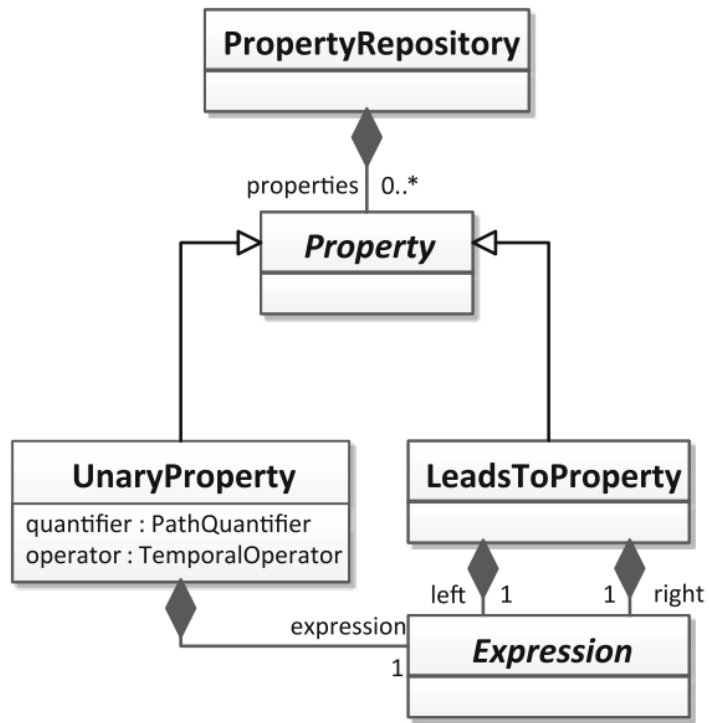 PropertyRepository
properties 0..*
Property
UnaryProperty
quantifier : PathQuantifier
operator : TemporalOperator
LeadsToProperty
left 1 1 right
expression
1
Expression